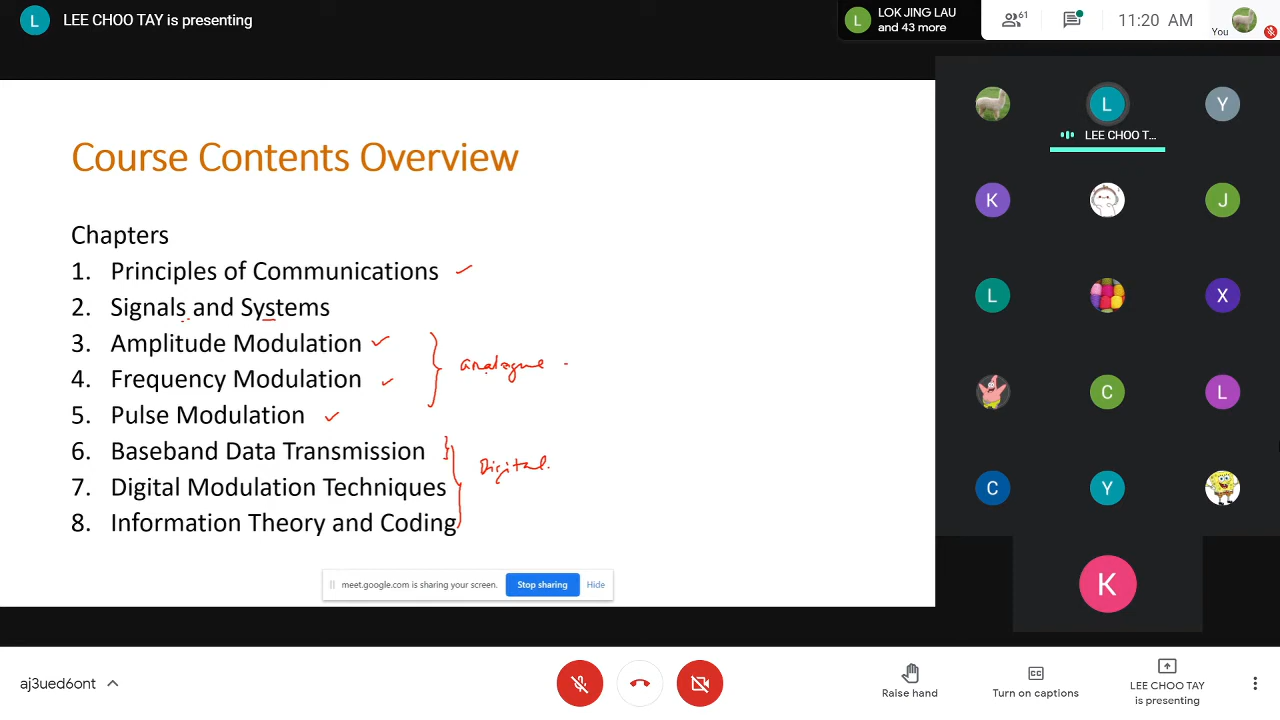 L LEE CHOO TAY is presenting
L LOK JING LAU
and 43 more
61
11:20 AM
You
Course Contents Overview
Chapters
1. Principles of Communications
2. Signals and Systems
3. Amplitude Modulation
4. Frequency Modulation
analogue
5. Pulse Modulation
6. Baseband Data Transmission
Digital.
7. Digital Modulation Techniques
8. Information Theory and Coding
meet.google.com is sharing your screen. Stop sharing Hide
L Y
LEE CHOO T...
K J
L X
C L
C Y
K
aj3ued6ont
Raise hand
CC
Turn on captions
LEE CHOO TAY
is presenting